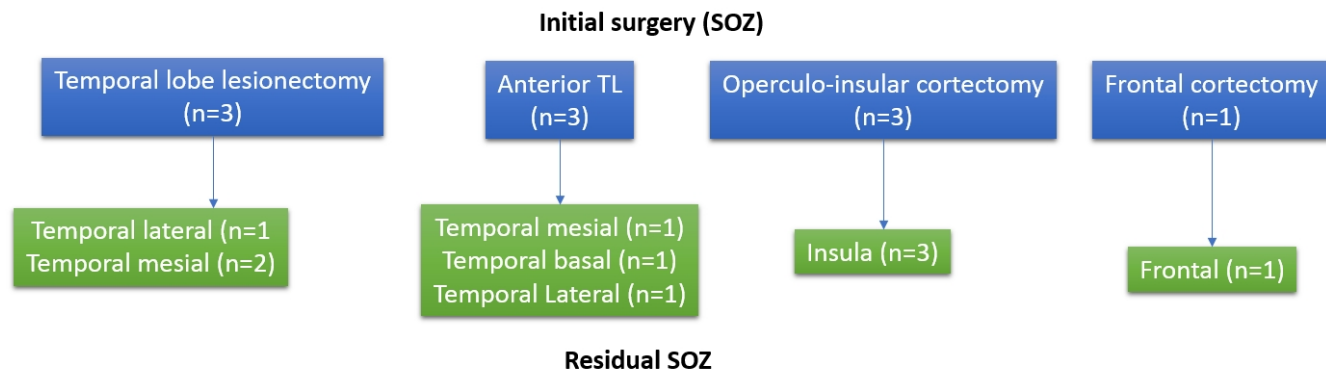 Initial surgery (SOZ)
Temporal lobe lesionectomy
(n=3)
Anterior TL
(n=3)
Operculo-insular cortectomy
(n=3)
Frontal cortectomy
(n=1)
Temporal lateral (n=1
Temporal mesial (n=2)
Temporal mesial (n=1)
Temporal basal (n=1)
Temporal Lateral (n=1)
Insula (n=3)
Frontal (n=1)
Residual SOZ